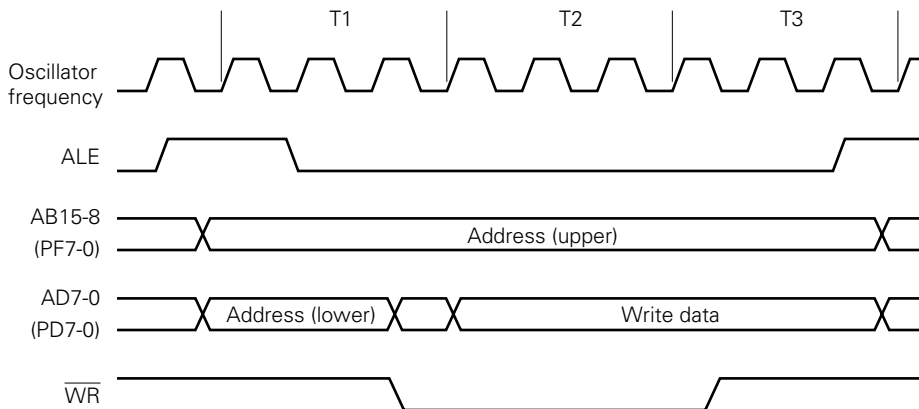 T1 T2 T3
Oscillator
frequency
ALE
AB15-8
(PF7-0)
Address (upper)
AD7-0
(PD7-0)
Address (lower) Write data
WR